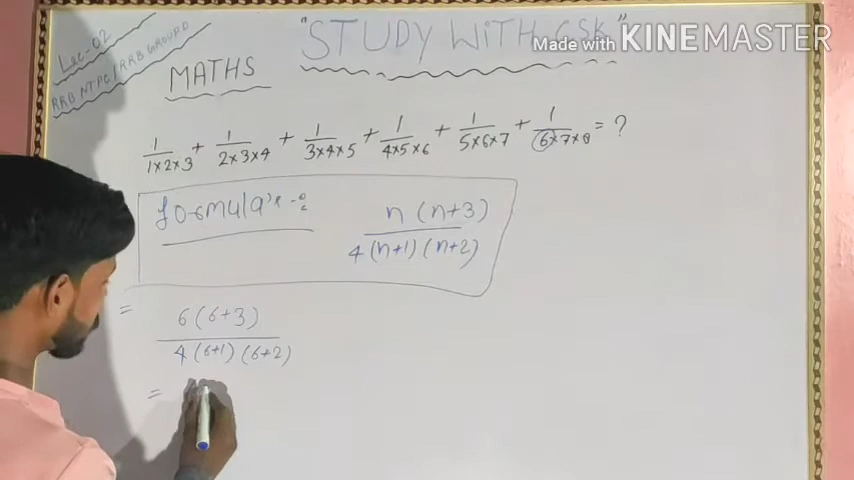 Lec-02
RRB NTPC/RRB GROUP D
"STUDY WITH CSK"
Made with KINEMASTER
MATHS
1/1×2×3 + 1/2×3×4 + 1/3×4×5 + 1/4×5×6 + 1/5×6×7 + 1/6×7×8 = ?
formula's :-
n(n+3)
4(n+1)(n+2)
= 6(6+3)
4(6+1)(6+2)
=